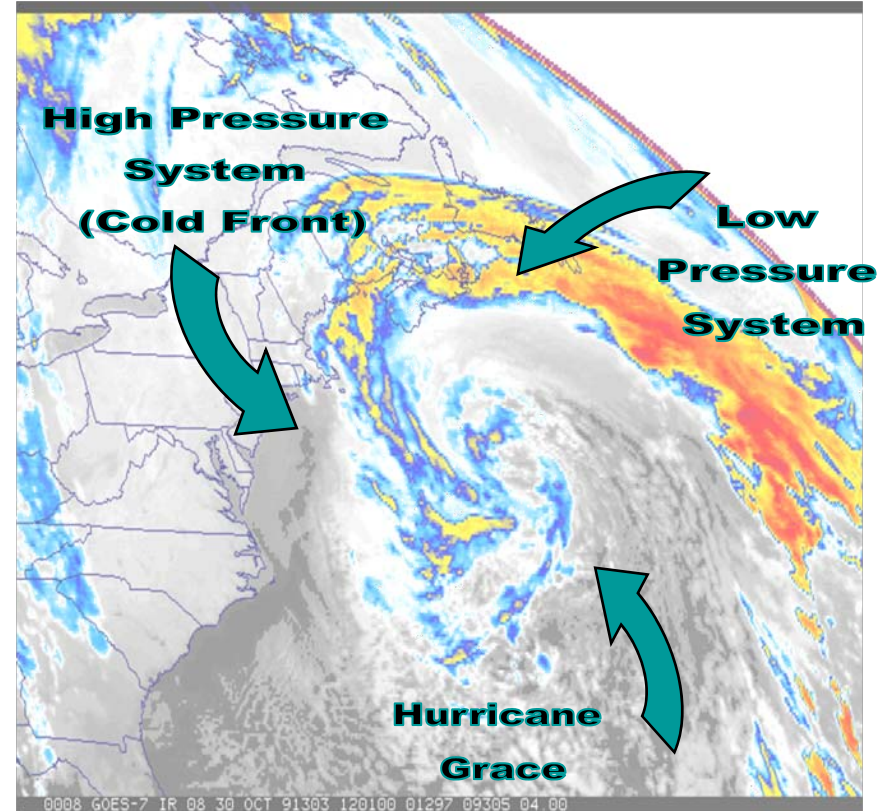 High Pressure
System
(Cold Front)
Low
Pressure
System
Hurricane
Grace
0008 GOES-7 IR 08 30 OCT 91303 120100 01297 09305 04.00